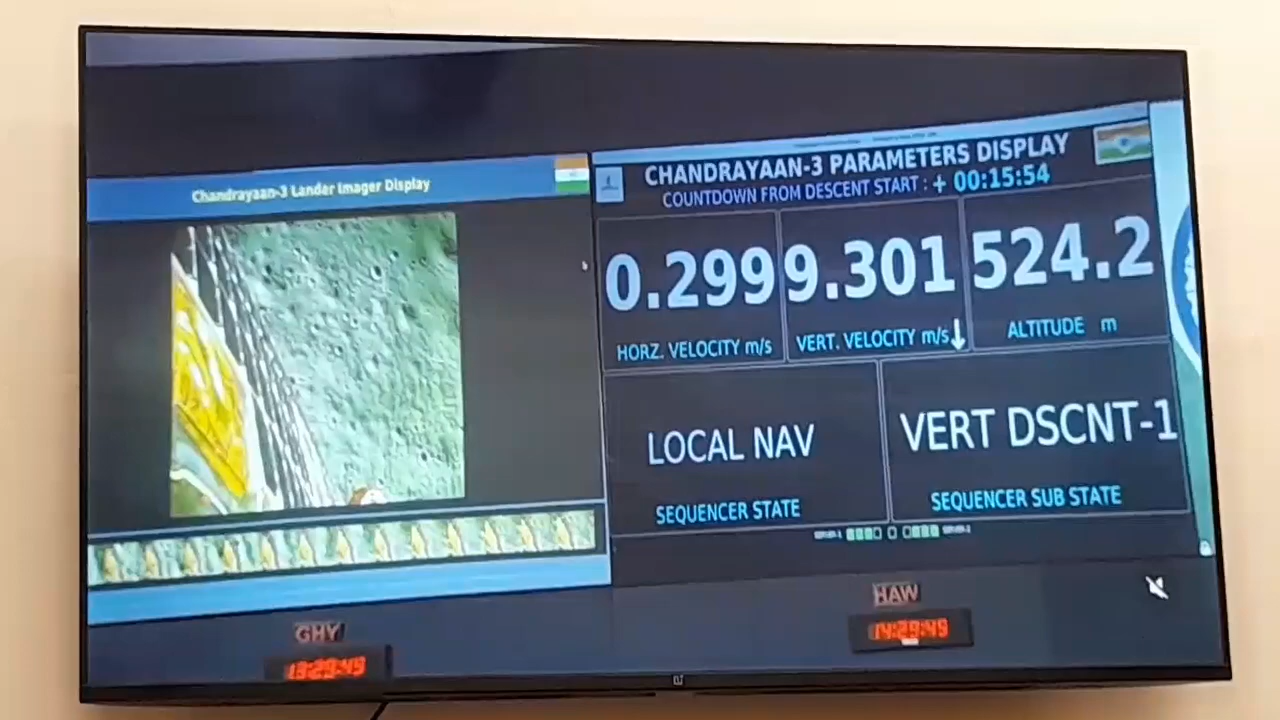 Chandrayaan-3 Lander Imager Display
CHANDRAYAAN-3 PARAMETERS DISPLAY
COUNTDOWN FROM DESCENT START : + 00:15:54
0.299
9.301
524.2
HORZ. VELOCITY m/s
VERT. VELOCITY m/s↓
ALTITUDE m
LOCAL NAV
VERT DSCNT-1
SEQUENCER STATE
SEQUENCER SUB STATE
GHY
13:29:49
HAW
14:29:49